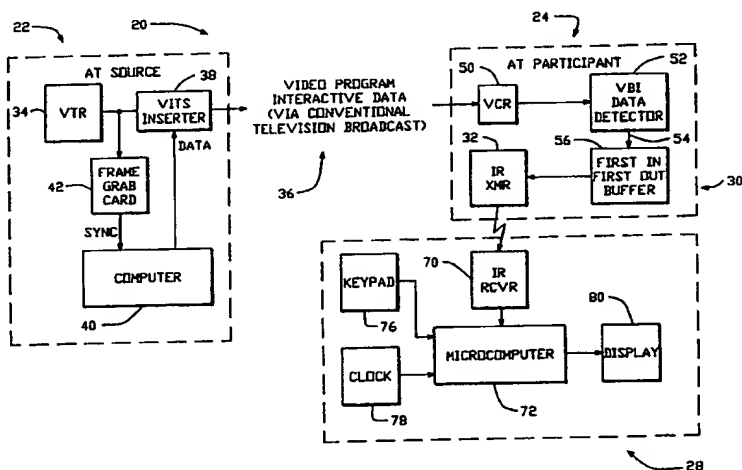 22
20
24
AT SOURCE
38
34
VTR
VITS
INSERTER
DATA
42
FRAME
GRAB
CARD
SYNC
COMPUTER
40
VIDEO PROGRAM
INTERACTIVE DATA
(VIA CONVENTIONAL
TELEVISION BROADCAST)
36
AT PARTICIPANT
50
52
VCR
VBI
DATA
DETECTOR
54
32
56
IR
XMR
FIRST IN
FIRST OUT
BUFFER
30
70
IR
RCVR
KEYPAD
76
80
MICROCOMPUTER
72
DISPLAY
CLOCK
78
28